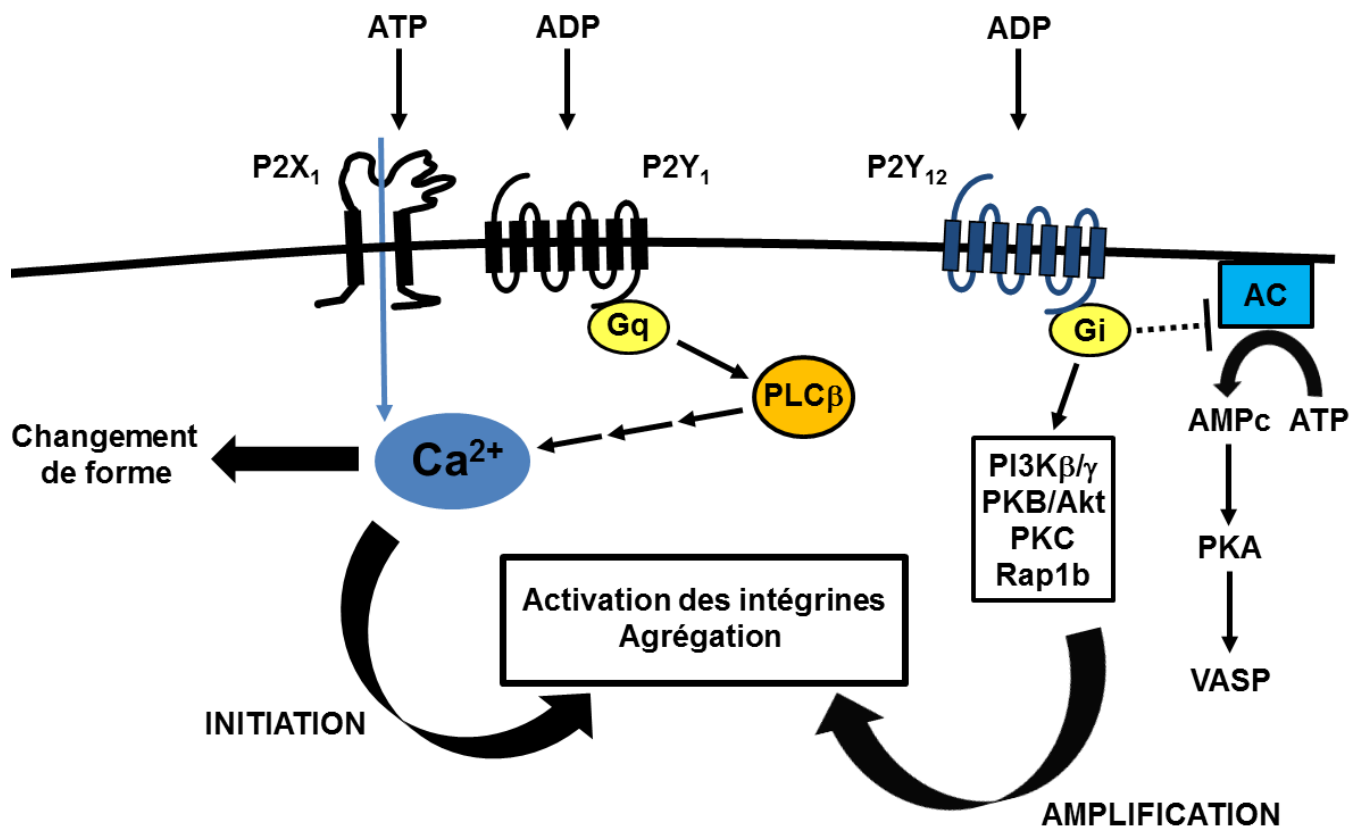 ATP
ADP
ADP
P2X₁
P2Y₁
P2Y₁₂
Gq
Gi
AC
PLCβ
AMPc
ATP
Changement
de forme
Ca²⁺
PI3Kβ/γ
PKB/Akt
PKC
Rap1b
PKA
Activation des intégrines
Agrégation
VASP
INITIATION
AMPLIFICATION